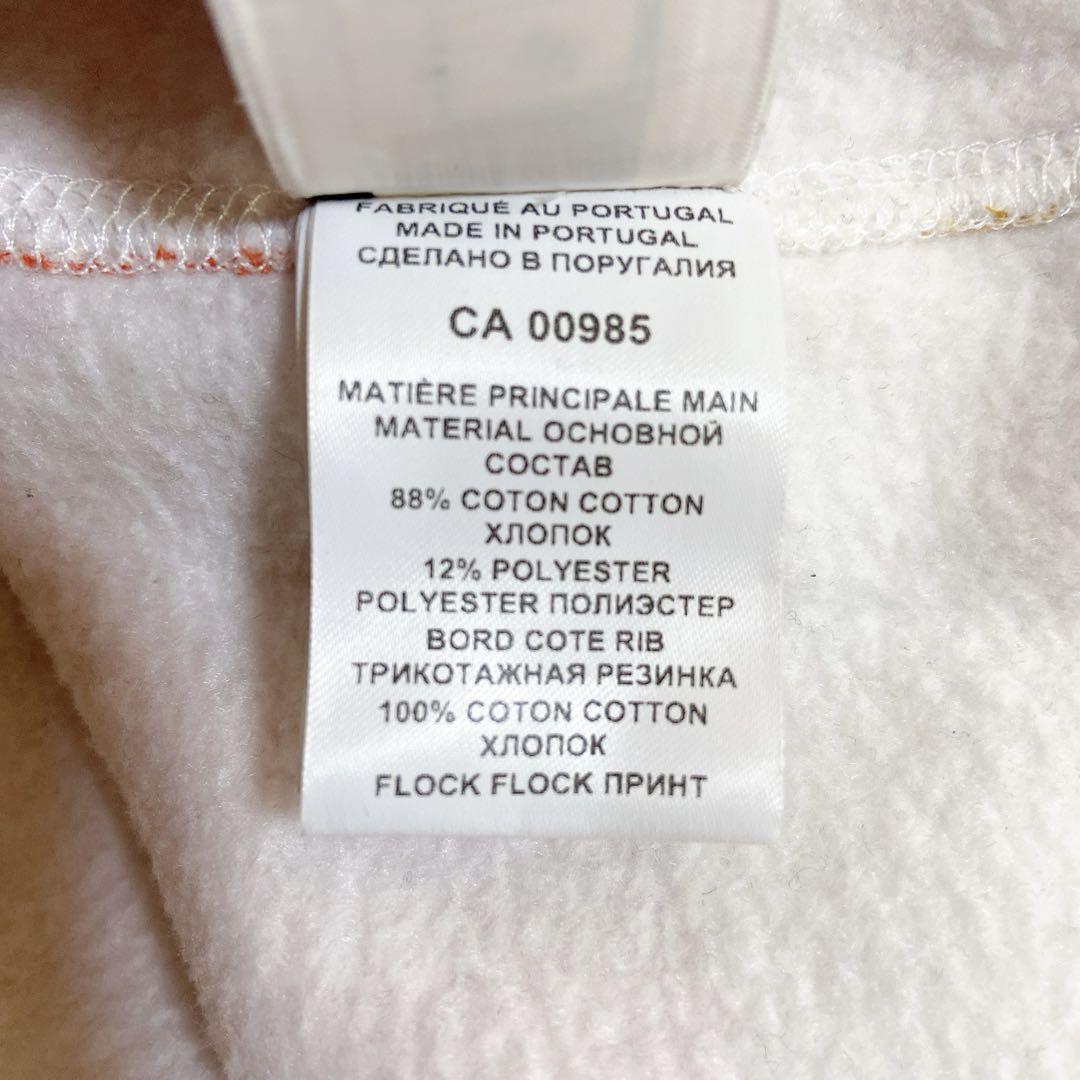 FABRIQUÉ AU PORTUGAL
MADE IN PORTUGAL
СДЕЛАНО В ПОРУГАЛИЯ
CA 00985
MATIÈRE PRINCIPALE MAIN
MATERIAL ОСНОВНОЙ
СОСТАВ
88% COTON COTTON
ХЛОПОК
12% POLYESTER
POLYESTER ПОЛИЭСТЕР
BORD COTE RIB
ТРИКОТАЖНАЯ РЕЗИНКА
100% COTON COTTON
ХЛОПОК
FLOCK FLOCK ПРИНТ